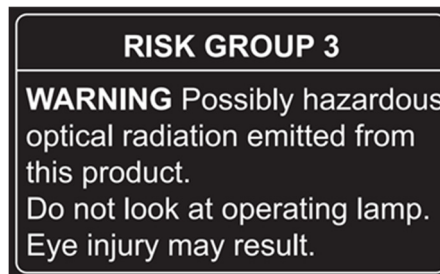 RISK GROUP 3
WARNING Possibly hazardous
optical radiation emitted from
this product.
Do not look at operating lamp.
Eye injury may result.